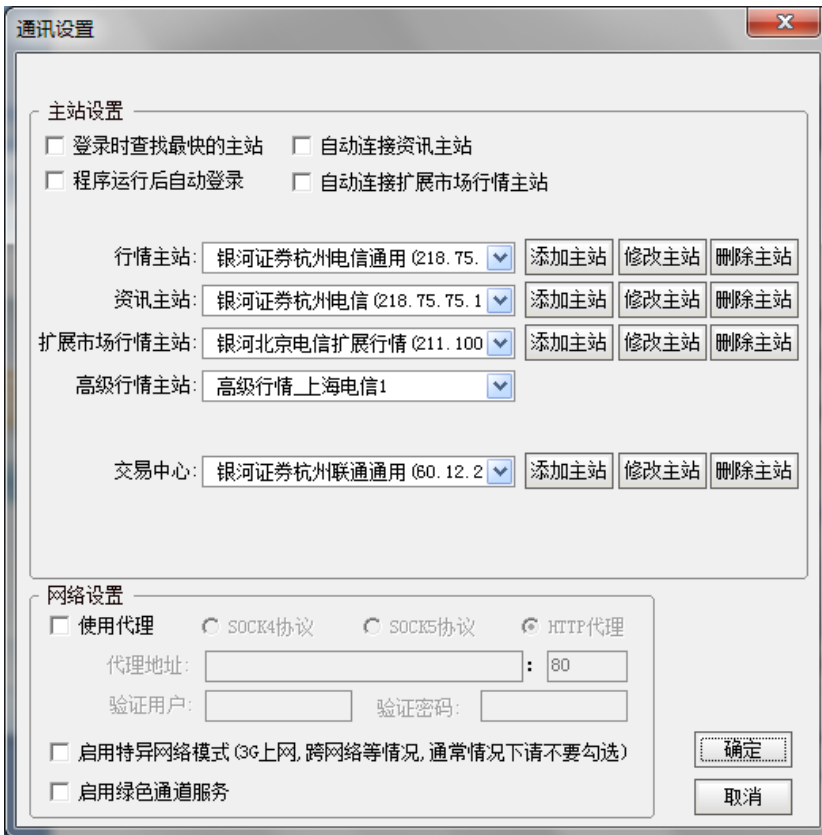 通讯设置
主站设置
登录时查找最快的主站 自动连接资讯主站
程序运行后自动登录 自动连接扩展市场行情主站
行情主站: 银河证券杭州电信通用(218.75. 添加主站 修改主站 删除主站
资讯主站: 银河证券杭州电信(218.75.75.1 添加主站 修改主站 删除主站
扩展市场行情主站: 银河北京电信扩展行情(211.100 添加主站 修改主站 删除主站
高级行情主站: 高级行情_上海电信1
交易中心: 银河证券杭州联通通用(60.12.2 添加主站 修改主站 删除主站
网络设置
使用代理 SOCK4协议 SOCK5协议 HTTP代理
代理地址: : 80
验证用户: 验证密码:
启用特异网络模式(3G上网,跨网络等情况,通常情况下请不要勾选) 确定
启用绿色通道服务 取消